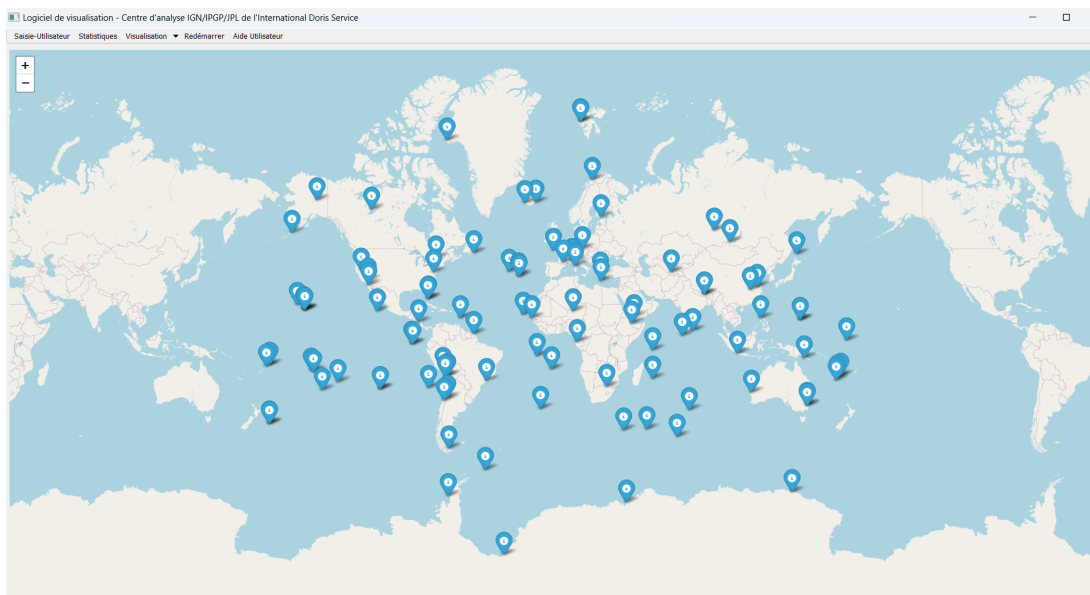 Logiciel de visualisation - Centre d'analyse IGN/IPGP/JPL de l'International Doris Service
Saisie-Utilisateur Statistiques Visualisation Redémarrer Aide Utilisateur
+
−